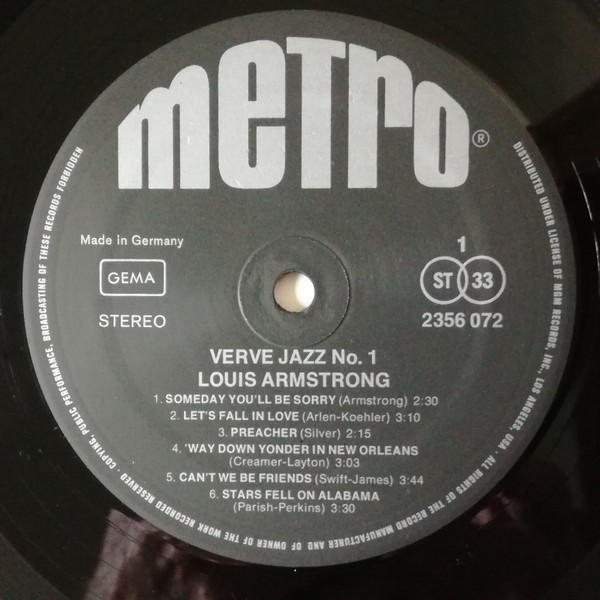 metro®
Made in Germany
GEMA
STEREO
1
ST 33
2356 072
VERVE JAZZ No. 1
LOUIS ARMSTRONG
1. SOMEDAY YOU'LL BE SORRY (Armstrong) 2:30
2. LET'S FALL IN LOVE (Arlen-Koehler) 3:10
3. PREACHER (Silver) 2:15
4. 'WAY DOWN YONDER IN NEW ORLEANS
(Creamer-Layton) 3:03
5. CAN'T WE BE FRIENDS (Swift-James) 3:44
6. STARS FELL ON ALABAMA
(Parish-Perkins) 3:30
DISTRIBUTED UNDER LICENSE OF MGM RECORDS, INC., LOS ANGELES, USA · ALL RIGHTS OF THE RECORD MANUFACTURER AND OF OWNER OF THE WORK RECORDED RESERVED · COPYING, PUBLIC PERFORMANCE, BROADCASTING OF THESE RECORDS FORBIDDEN